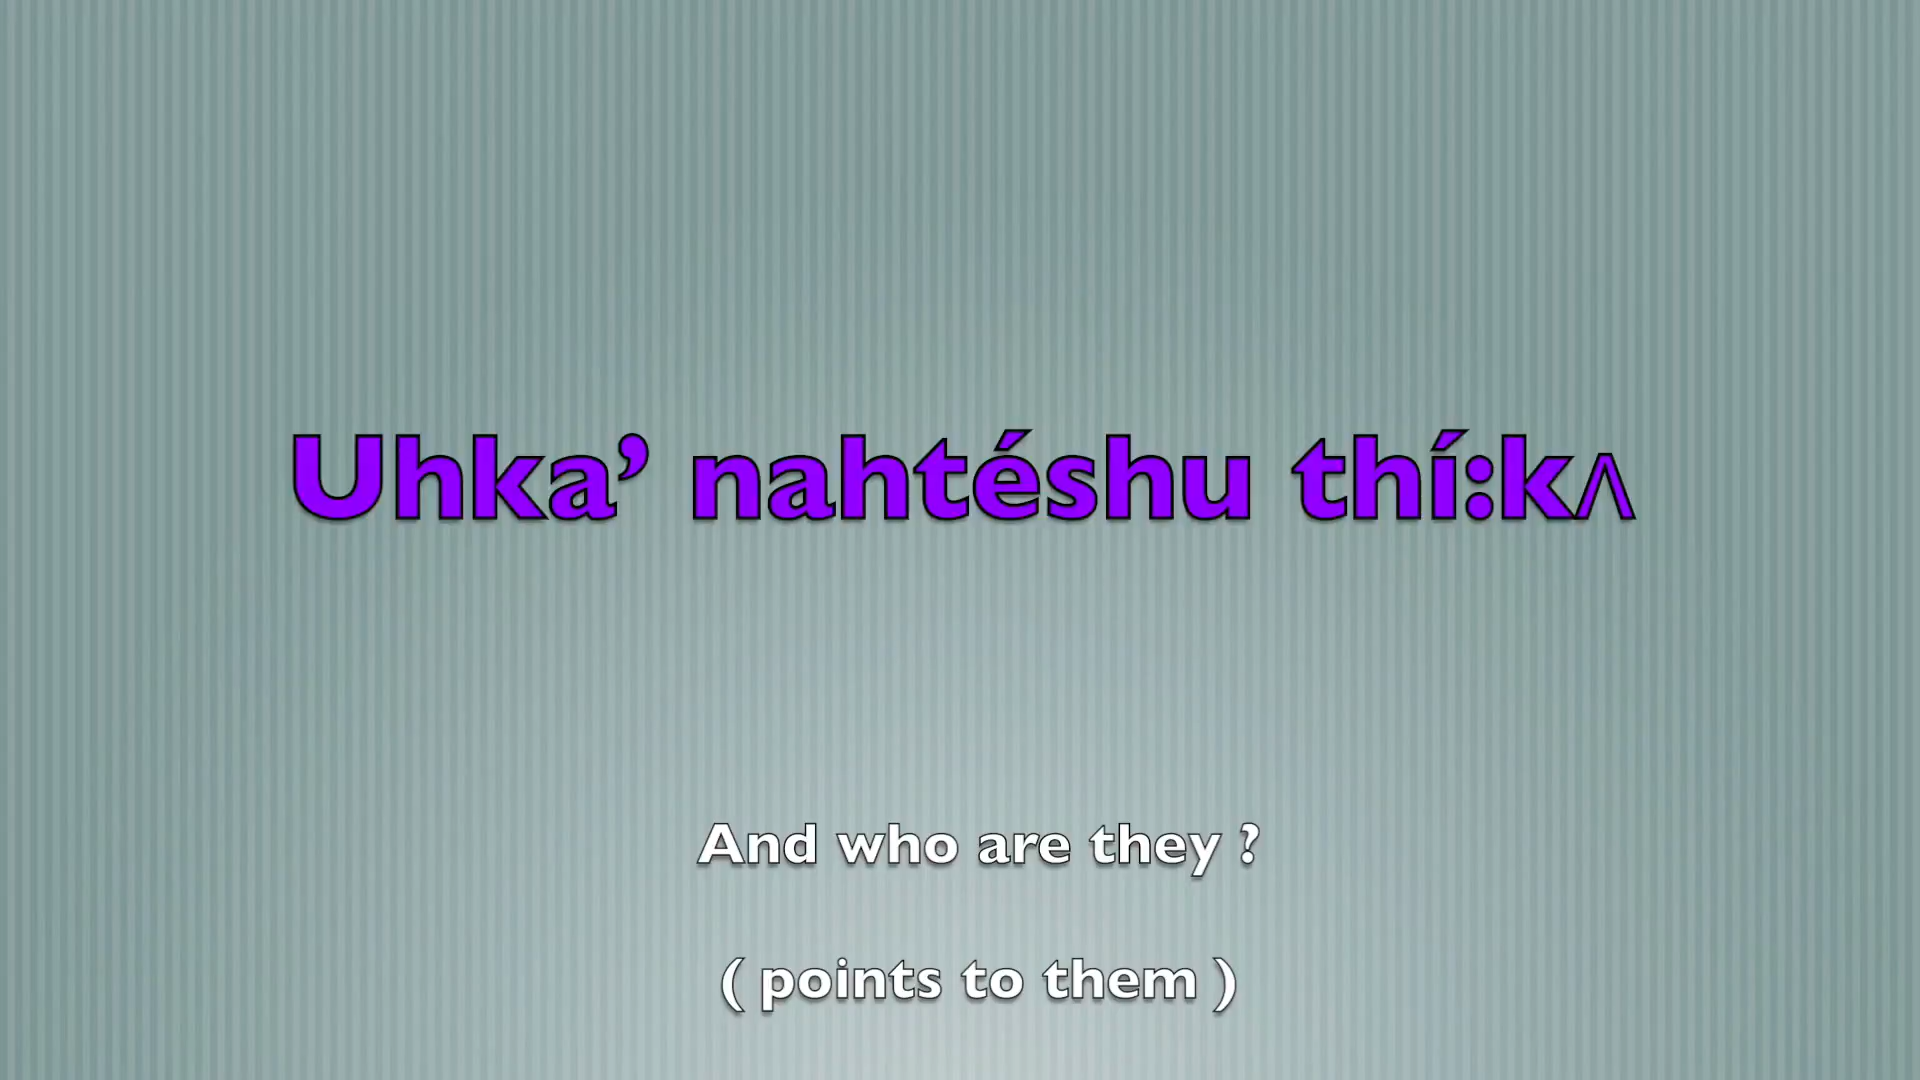 Uhka’ nahtéshu thí:kʌ
And who are they ?
( points to them )